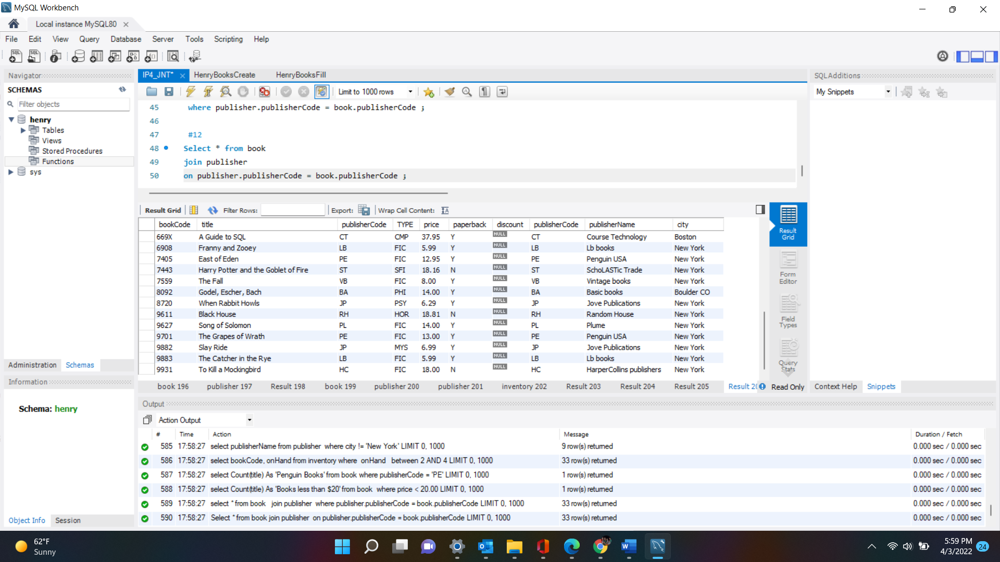 MySQL Workbench
Local instance MySQL80
File Edit View Query Database Server Tools Scripting Help
Navigator
SCHEMAS
Filter objects
henry
Tables
Views
Stored Procedures
Functions
sys
Administration Schemas
Information
Schema: henry
Object Info Session
IP4_JNT* HenryBooksCreate HenryBooksFill
Limit to 1000 rows
45 where publisher.publisherCode = book.publisherCode ;
46
47 #12
48 Select * from book
49 join publisher
50 on publisher.publisherCode = book.publisherCode ;
Result Grid Filter Rows: Export: Wrap Cell Content:
bookCode title publisherCode TYPE price paperback discount publisherCode publisherName city
669X A Guide to SQL CT CMP 37.95 Y NULL CT Course Technology Boston
6908 Franny and Zooey LB FIC 5.99 Y NULL LB Lb books New York
7405 East of Eden PE FIC 12.95 Y NULL PE Penguin USA New York
7443 Harry Potter and the Goblet of Fire ST SFI 18.16 N NULL ST SchoLASTic Trade New York
7559 The Fall VB FIC 8.00 Y NULL VB Vintage books New York
8092 Godel, Escher, Bach BA PHI 14.00 Y NULL BA Basic books Boulder CO
8720 When Rabbit Howls JP PSY 6.29 Y NULL JP Jove Publications New York
9611 Black House RH HOR 18.81 N NULL RH Random House New York
9627 Song of Solomon PL FIC 14.00 Y NULL PL Plume New York
9701 The Grapes of Wrath PE FIC 13.00 Y NULL PE Penguin USA New York
9882 Slay Ride JP MYS 6.99 Y NULL JP Jove Publications New York
9883 The Catcher in the Rye LB FIC 5.99 Y NULL LB Lb books New York
9931 To Kill a Mockingbird HC FIC 18.00 N NULL HC HarperCollins publishers New York
Result Grid
Form Editor
Field Types
Query Stats
book 196 publisher 197 Result 198 book 199 publisher 200 publisher 201 inventory 202 Result 203 Result 204 Result 205 Result 20 Read Only
SQLAdditions
My Snippets
Context Help Snippets
Output
Action Output
# Time Action Message Duration / Fetch
585 17:58:27 select publisherName from publisher where city != 'New York' LIMIT 0, 1000 9 row(s) returned 0.000 sec / 0.000 sec
586 17:58:27 select bookCode, onHand from inventory where onHand between 2 AND 4 LIMIT 0, 1000 33 row(s) returned 0.000 sec / 0.000 sec
587 17:58:27 select Count(title) As 'Penguin Books' from book where publisherCode = 'PE' LIMIT 0, 1000 1 row(s) returned 0.000 sec / 0.000 sec
588 17:58:27 select Count(title) As 'Books less than $20' from book where price < 20.00 LIMIT 0, 1000 1 row(s) returned 0.000 sec / 0.000 sec
589 17:58:27 select * from book join publisher where publisher.publisherCode = book.publisherCode LIMIT 0, 1000 33 row(s) returned 0.000 sec / 0.000 sec
590 17:58:27 Select * from book join publisher on publisher.publisherCode = book.publisherCode LIMIT 0, 1000 33 row(s) returned 0.000 sec / 0.000 sec
62°F
Sunny
5:59 PM
4/3/2022
24